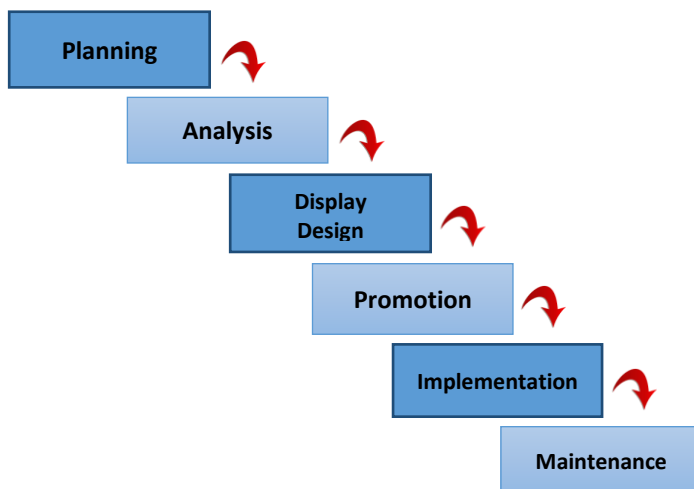 Planning
Analysis
Display
Design
Promotion
Implementation
Maintenance